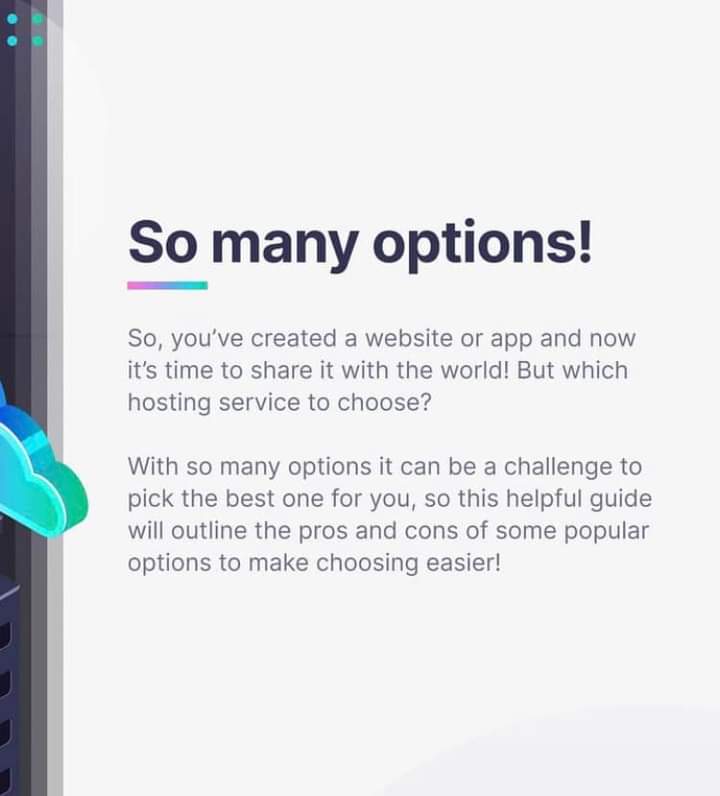 So many options!
So, you’ve created a website or app and now
it’s time to share it with the world! But which
hosting service to choose?
With so many options it can be a challenge to
pick the best one for you, so this helpful guide
will outline the pros and cons of some popular
options to make choosing easier!